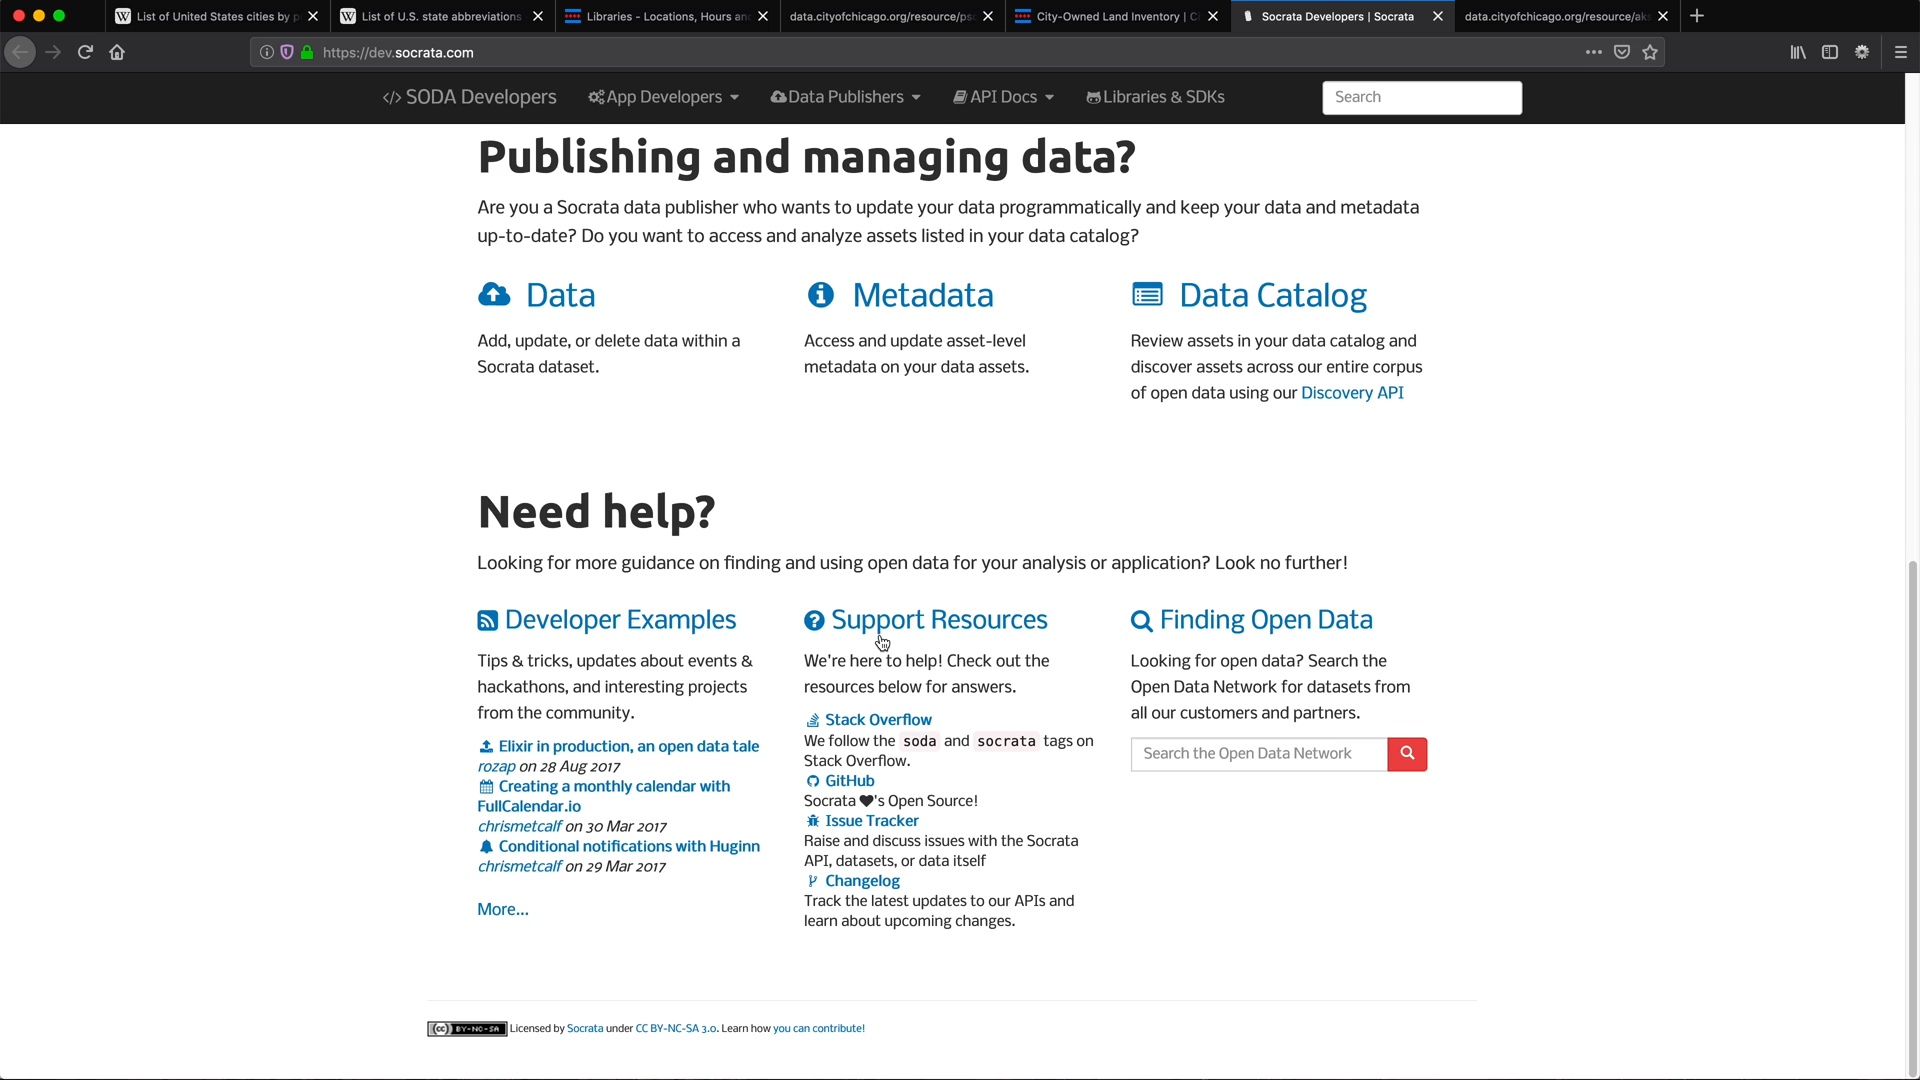 List of United States cities by p
List of U.S. state abbreviations
Libraries - Locations, Hours an
data.cityofchicago.org/resource/psq
City-Owned Land Inventory | Ci
Socrata Developers | Socrata
data.cityofchicago.org/resource/aks
https://dev.socrata.com
</> SODA Developers
App Developers
Data Publishers
API Docs
Libraries & SDKs
Search
Publishing and managing data?
Are you a Socrata data publisher who wants to update your data programmatically and keep your data and metadata
up-to-date? Do you want to access and analyze assets listed in your data catalog?
Data
Add, update, or delete data within a
Socrata dataset.
Metadata
Access and update asset-level
metadata on your data assets.
Data Catalog
Review assets in your data catalog and
discover assets across our entire corpus
of open data using our Discovery API
Need help?
Looking for more guidance on finding and using open data for your analysis or application? Look no further!
Developer Examples
Tips & tricks, updates about events &
hackathons, and interesting projects
from the community.
Elixir in production, an open data tale
rozap on 28 Aug 2017
Creating a monthly calendar with
FullCalendar.io
chrismetcalf on 30 Mar 2017
Conditional notifications with Huginn
chrismetcalf on 29 Mar 2017
More...
Support Resources
We're here to help! Check out the
resources below for answers.
Stack Overflow
We follow the soda and socrata tags on
Stack Overflow.
GitHub
Socrata ♥'s Open Source!
Issue Tracker
Raise and discuss issues with the Socrata
API, datasets, or data itself
Changelog
Track the latest updates to our APIs and
learn about upcoming changes.
Finding Open Data
Looking for open data? Search the
Open Data Network for datasets from
all our customers and partners.
Search the Open Data Network
(cc) BY-NC-SA Licensed by Socrata under CC BY-NC-SA 3.0. Learn how you can contribute!